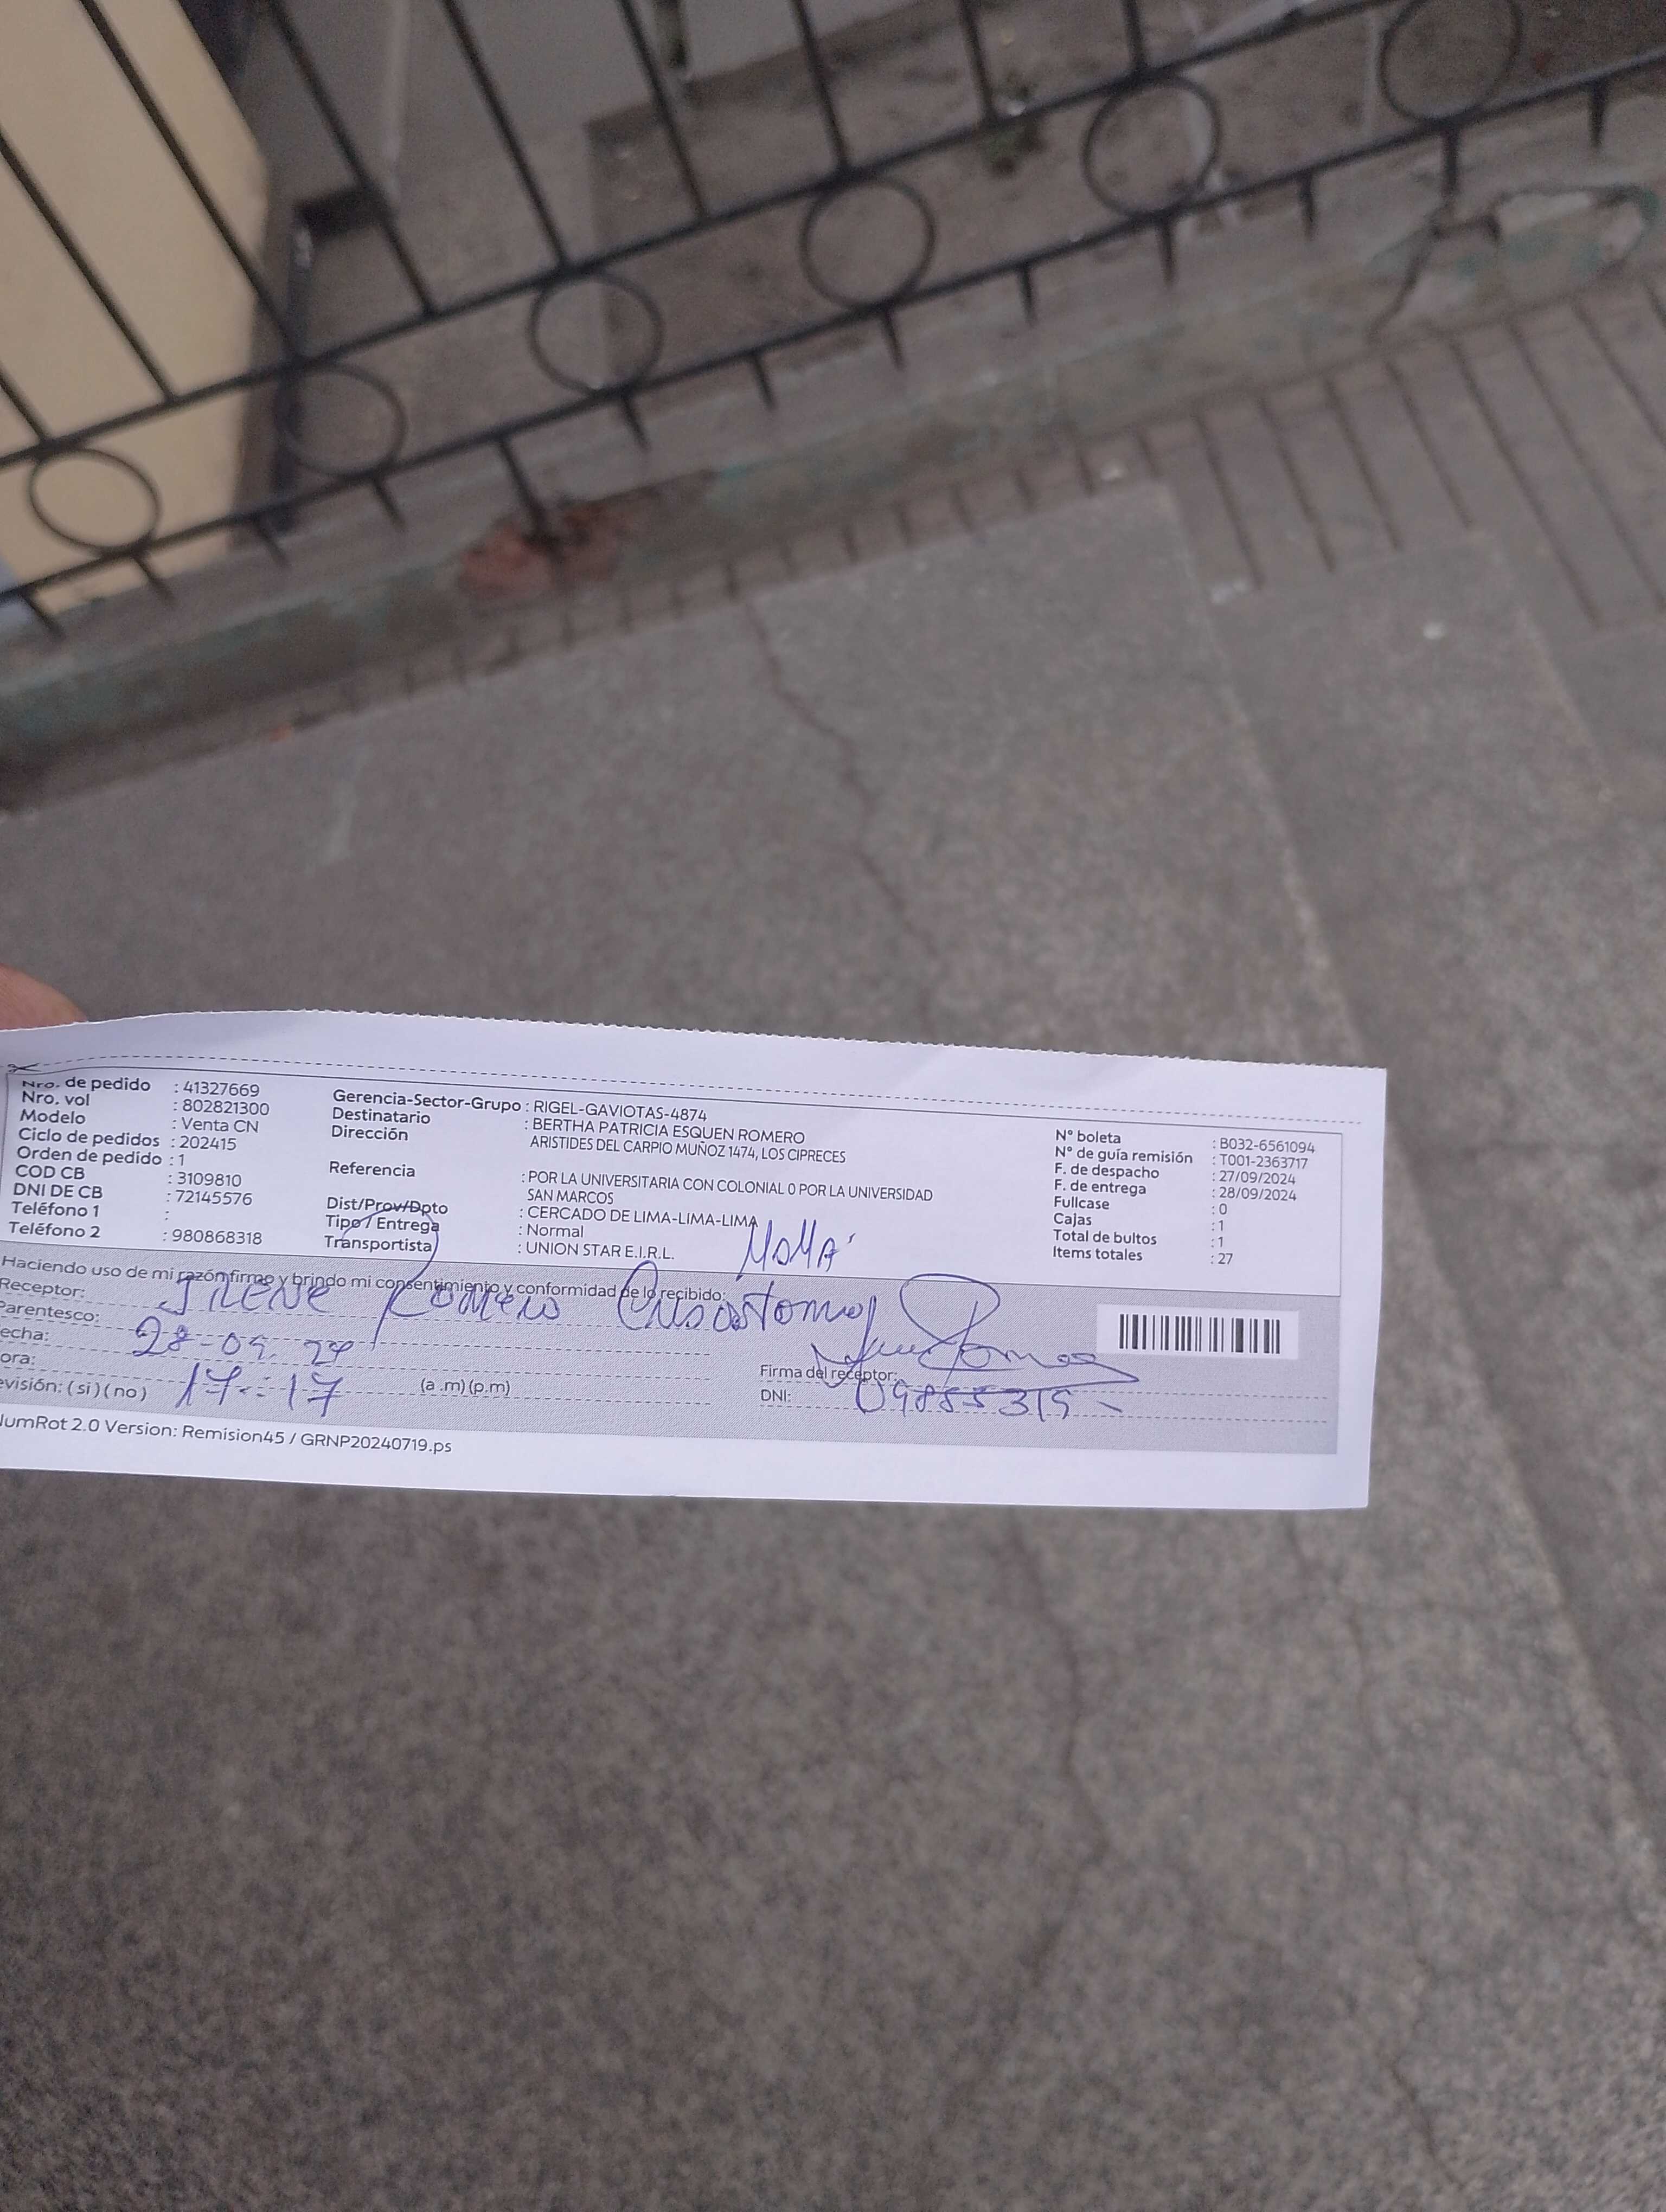 Nro. de pedido : 41327669
Nro. vol : 802821300
Modelo : Venta CN
Ciclo de pedidos : 202415
Orden de pedido : 1
COD CB : 3109810
DNI DE CB : 72145576
Teléfono 1 :
Teléfono 2 : 980868318
Gerencia-Sector-Grupo : RIGEL-GAVIOTAS-4874
Destinatario : BERTHA PATRICIA ESQUEN ROMERO
Dirección ARISTIDES DEL CARPIO MUÑOZ 1474, LOS CIPRECES
Referencia : POR LA UNIVERSITARIA CON COLONIAL 0 POR LA UNIVERSIDAD
SAN MARCOS
Dist/Prov/Dpto : CERCADO DE LIMA-LIMA-LIMA
Tipo / Entrega : Normal
Transportista : UNION STAR E.I.R.L.
MAMÁ
N° boleta : B032-6561094
N° de guía remisión : T001-2363717
F. de despacho : 27/09/2024
F. de entrega : 28/09/2024
Fullcase : 0
Cajas : 1
Total de bultos : 1
Items totales : 27
Haciendo uso de mi razón firmo y brindo mi consentimiento y conformidad de lo recibido:
Receptor: IRENE Romero Crisostomo
Parentesco:
echa: 28-09-24
ora: 17:17 (a .m) (p.m)
evisión: ( si ) ( no )
Firma del receptor:
DNI: 09855319
NumRot 2.0 Version: Remision45 / GRNP20240719.ps